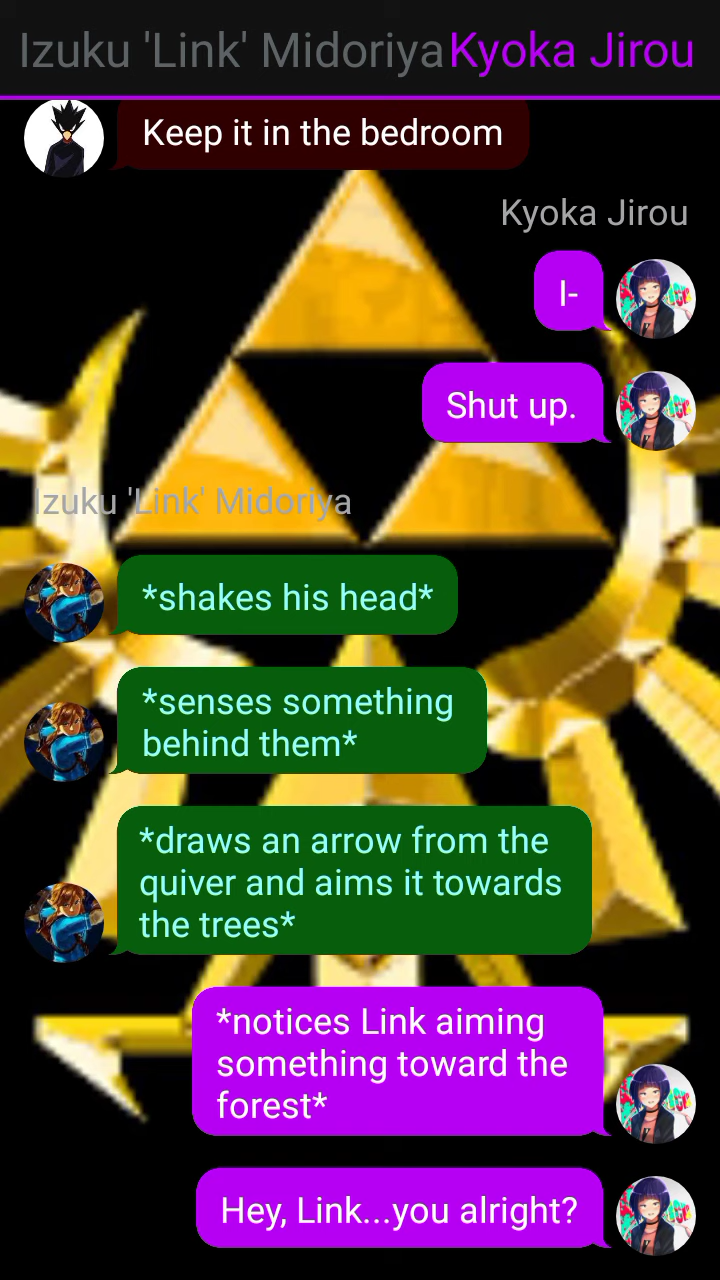 Izuku 'Link' Midoriya Kyoka Jirou
Keep it in the bedroom
Kyoka Jirou
I-
Shut up.
Izuku 'Link' Midoriya
*shakes his head*
*senses something
behind them*
*draws an arrow from the
quiver and aims it towards
the trees*
*notices Link aiming
something toward the
forest*
Hey, Link...you alright?